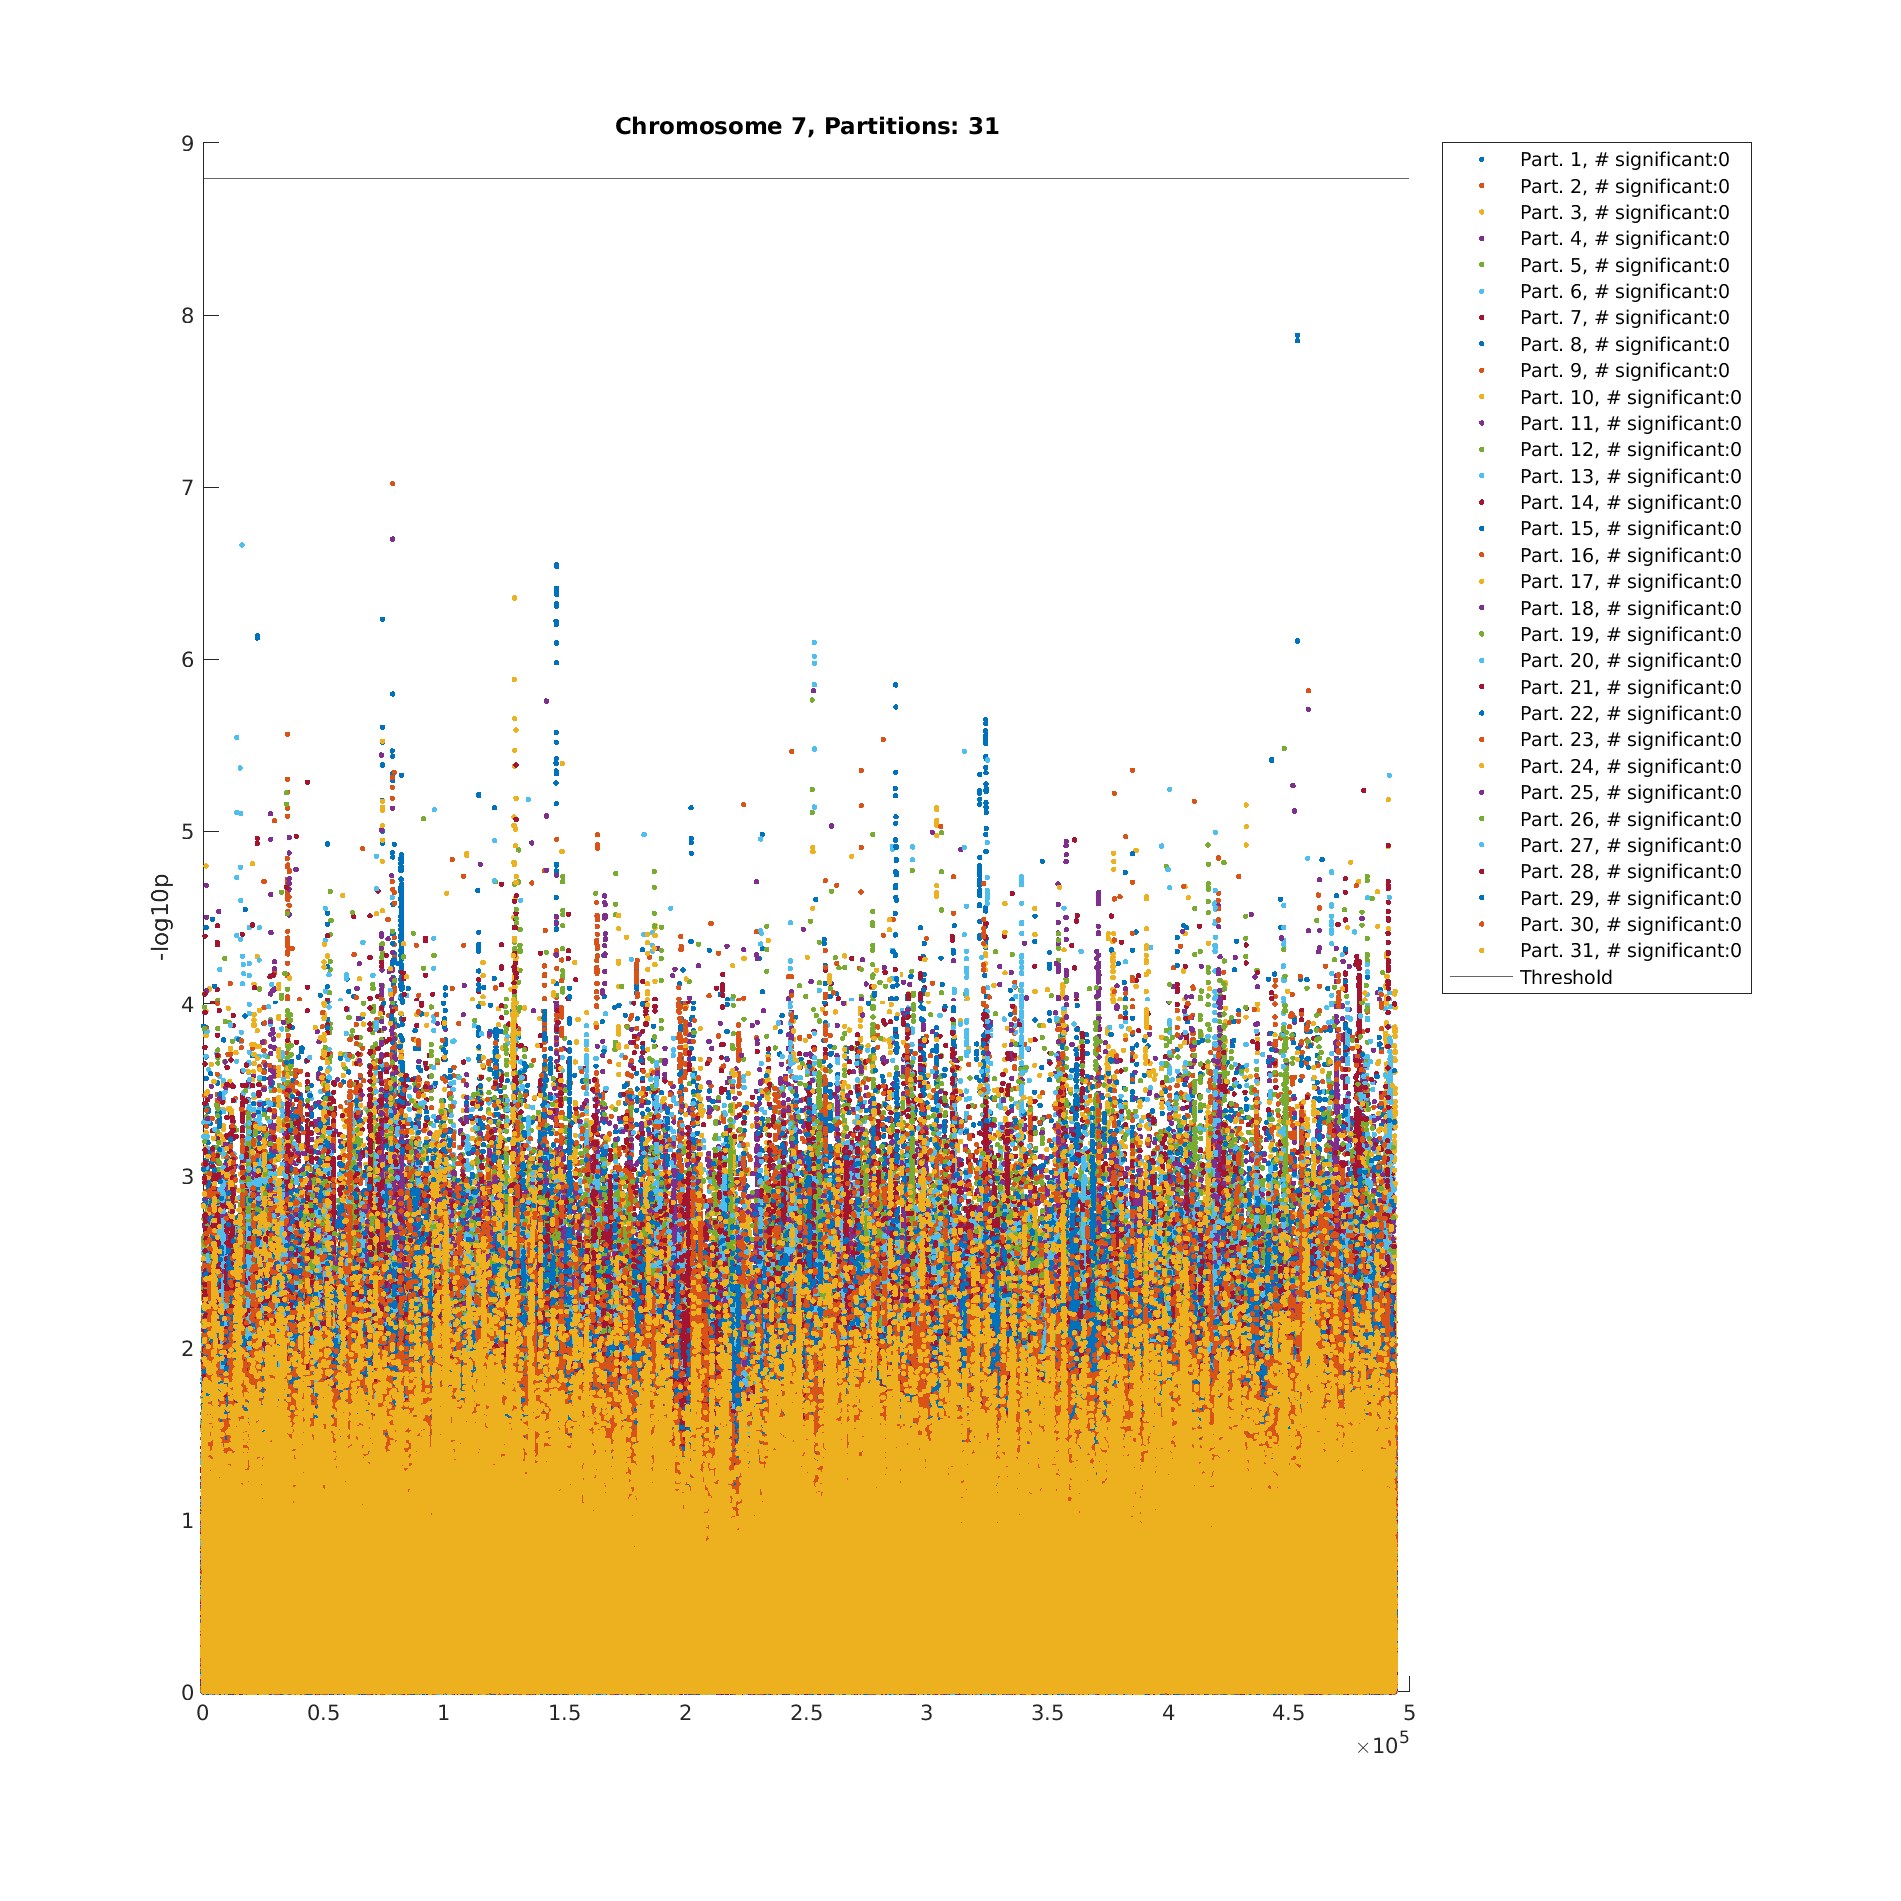 Chromosome 7, Partitions: 31
9
8
7
6
5
4
3
2
1
0
-log10p
0 0.5 1 1.5 2 2.5 3 3.5 4 4.5 5
×10^5
Part. 1, # significant:0
Part. 2, # significant:0
Part. 3, # significant:0
Part. 4, # significant:0
Part. 5, # significant:0
Part. 6, # significant:0
Part. 7, # significant:0
Part. 8, # significant:0
Part. 9, # significant:0
Part. 10, # significant:0
Part. 11, # significant:0
Part. 12, # significant:0
Part. 13, # significant:0
Part. 14, # significant:0
Part. 15, # significant:0
Part. 16, # significant:0
Part. 17, # significant:0
Part. 18, # significant:0
Part. 19, # significant:0
Part. 20, # significant:0
Part. 21, # significant:0
Part. 22, # significant:0
Part. 23, # significant:0
Part. 24, # significant:0
Part. 25, # significant:0
Part. 26, # significant:0
Part. 27, # significant:0
Part. 28, # significant:0
Part. 29, # significant:0
Part. 30, # significant:0
Part. 31, # significant:0
Threshold